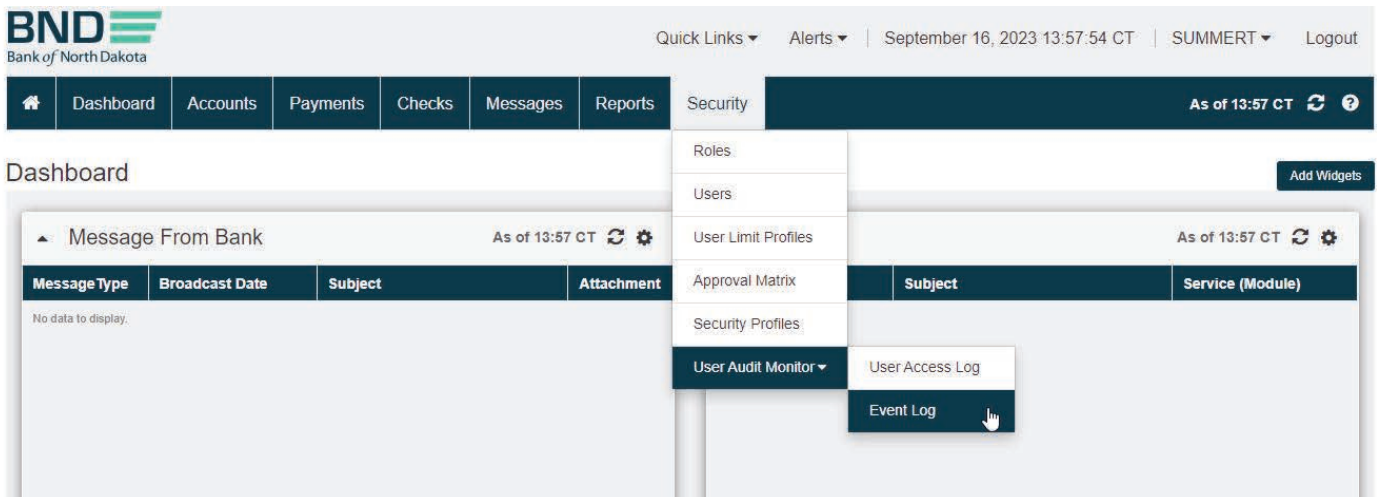 BND
Bank of North Dakota
Quick Links Alerts September 16, 2023 13:57:54 CT SUMMERT Logout
Dashboard Accounts Payments Checks Messages Reports Security As of 13:57 CT
Dashboard
Add Widgets
Roles
Users
User Limit Profiles
Approval Matrix
Security Profiles
User Audit Monitor
User Access Log
Event Log
Message From Bank As of 13:57 CT
Message Type Broadcast Date Subject Attachment
No data to display.
As of 13:57 CT
Subject Service (Module)